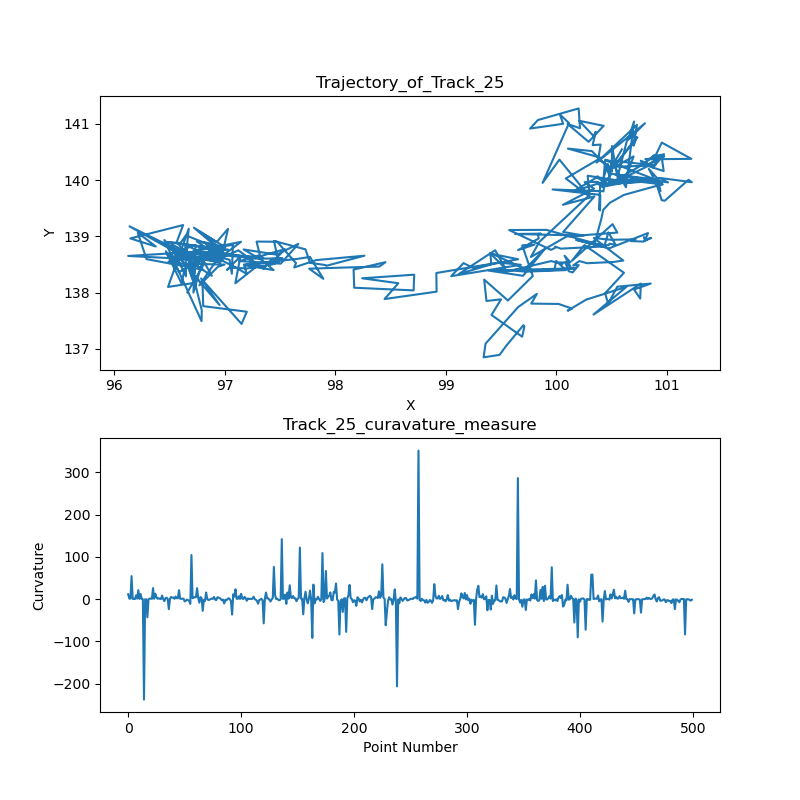 Trajectory_of_Track_25
141
140
139
138
137
Y
96 97 98 99 100 101
X
Track_25_curavature_measure
300
200
100
0
−100
−200
Curvature
0 100 200 300 400 500
Point Number